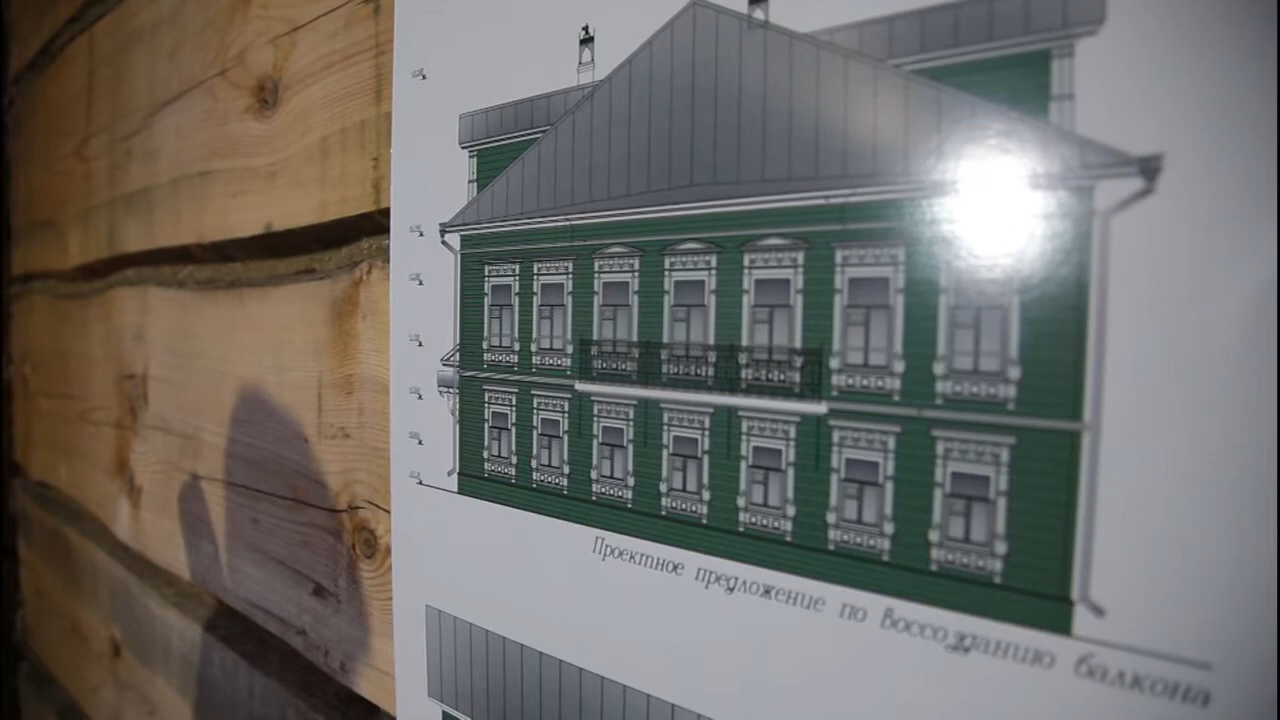 Проектное предложение по воссозданию балкона